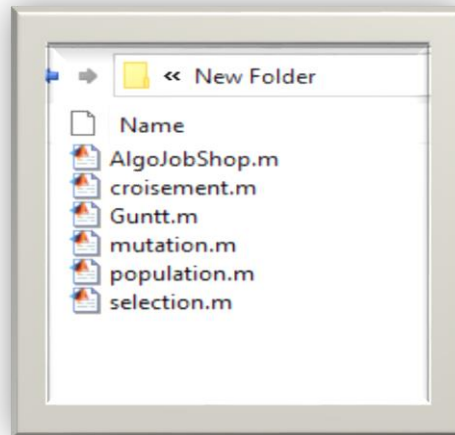 « New Folder
Name
AlgoJobShop.m
croisement.m
Guntt.m
mutation.m
population.m
selection.m